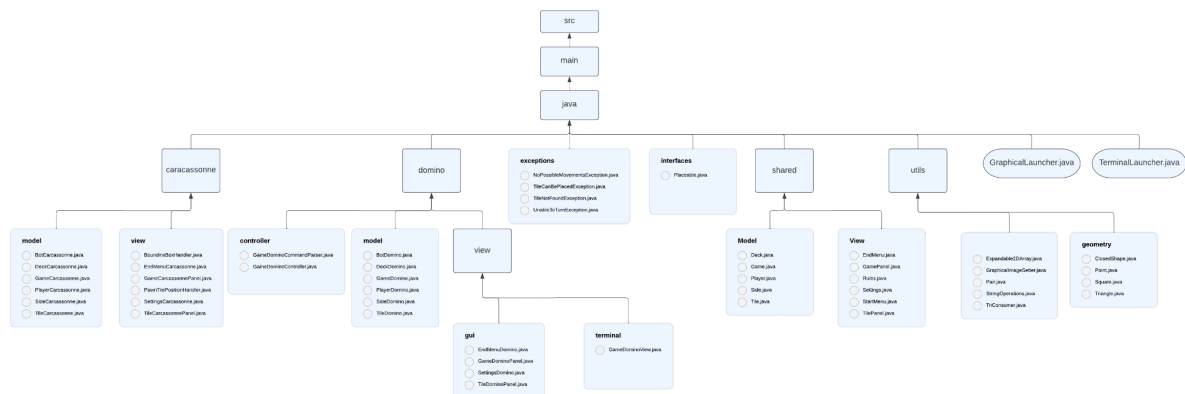 src
main
java
caracassonne
domino
exceptions
NoPossibleMovementsException.java
TileCanBePlacedException.java
TileNotFoundException.java
UnableToTurnException.java
interfaces
Placeable.java
shared
utils
GraphicalLauncher.java
TerminalLauncher.java
model
BotCarcassonne.java
DeckCarcassonne.java
GameCarcassonne.java
PlayerCarcassonne.java
SideCarcassonne.java
TileCarcassonne.java
view
BoundingBoxHandler.java
EndMenuCarcassonne.java
GameCarcassonnePanel.java
PawnTilePositionHandler.java
SettingsCarcassonne.java
TileCarcassonnePanel.java
controller
GameDominoCommandParser.java
GameDominoController.java
model
BotDomino.java
DeckDomino.java
GameDomino.java
PlayerDomino.java
SideDomino.java
TileDomino.java
view
gui
EndMenuDomino.java
GameDominoPanel.java
SettingsDomino.java
TileDominoPanel.java
terminal
GameDominoView.java
Model
Deck.java
Game.java
Player.java
Side.java
Tile.java
View
EndMenu.java
GamePanel.java
Rules.java
Settings.java
StartMenu.java
TilePanel.java
Expandable2DArray.java
GraphicalImageSetter.java
Pair.java
StringOperations.java
TriConsumer.java
geometry
ClosedShape.java
Point.java
Square.java
Triangle.java